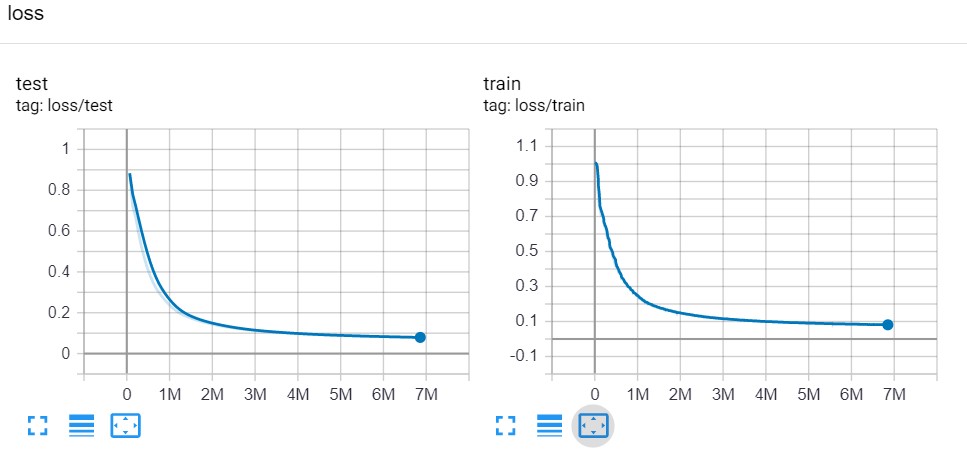 loss
test
tag: loss/test
1
0.8
0.6
0.4
0.2
0
0 1M 2M 3M 4M 5M 6M 7M
train
tag: loss/train
1.1
0.9
0.7
0.5
0.3
0.1
-0.1
0 1M 2M 3M 4M 5M 6M 7M